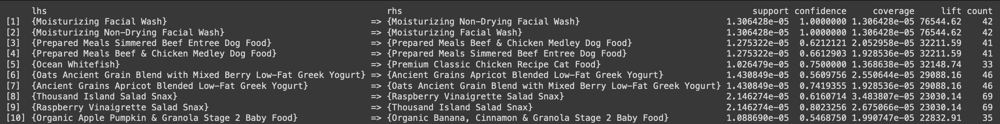 lhs rhs support confidence coverage lift count
[1] {Moisturizing Facial Wash} => {Moisturizing Non-Drying Facial Wash} 1.306428e-05 1.0000000 1.306428e-05 76544.62 42
[2] {Moisturizing Non-Drying Facial Wash} => {Moisturizing Facial Wash} 1.306428e-05 1.0000000 1.306428e-05 76544.62 42
[3] {Prepared Meals Simmered Beef Entree Dog Food} => {Prepared Meals Beef & Chicken Medley Dog Food} 1.275322e-05 0.6212121 2.052958e-05 32211.59 41
[4] {Prepared Meals Beef & Chicken Medley Dog Food} => {Prepared Meals Simmered Beef Entree Dog Food} 1.275322e-05 0.6612903 1.928536e-05 32211.59 41
[5] {Ocean Whitefish} => {Premium Classic Chicken Recipe Cat Food} 1.026479e-05 0.7500000 1.368638e-05 32148.74 33
[6] {Oats Ancient Grain Blend with Mixed Berry Low-Fat Greek Yogurt} => {Ancient Grains Apricot Blended Low-Fat Greek Yogurt} 1.430849e-05 0.5609756 2.550644e-05 29088.16 46
[7] {Ancient Grains Apricot Blended Low-Fat Greek Yogurt} => {Oats Ancient Grain Blend with Mixed Berry Low-Fat Greek Yogurt} 1.430849e-05 0.7419355 1.928536e-05 29088.16 46
[8] {Thousand Island Salad Snax} => {Raspberry Vinaigrette Salad Snax} 2.146274e-05 0.6160714 3.483807e-05 23030.14 69
[9] {Raspberry Vinaigrette Salad Snax} => {Thousand Island Salad Snax} 2.146274e-05 0.8023256 2.675066e-05 23030.14 69
[10] {Organic Apple Pumpkin & Granola Stage 2 Baby Food} => {Organic Banana, Cinnamon & Granola Stage 2 Baby Food} 1.088690e-05 0.5468750 1.990747e-05 22832.91 35